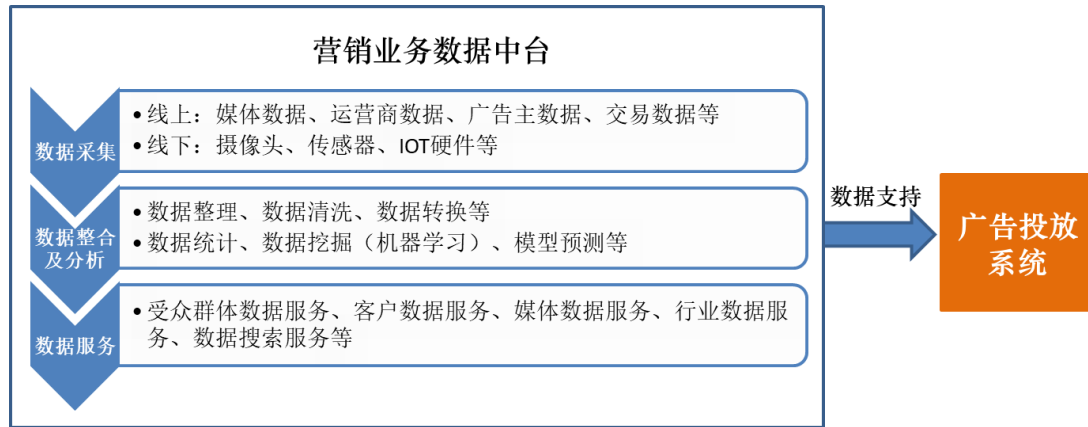 营销业务数据中台
数据采集
•线上：媒体数据、运营商数据、广告主数据、交易数据等
•线下：摄像头、传感器、IOT硬件等
数据整合
及分析
•数据整理、数据清洗、数据转换等
•数据统计、数据挖掘（机器学习）、模型预测等
数据服务
•受众群体数据服务、客户数据服务、媒体数据服务、行业数据服
务、数据搜索服务等
数据支持
广告投放
系统